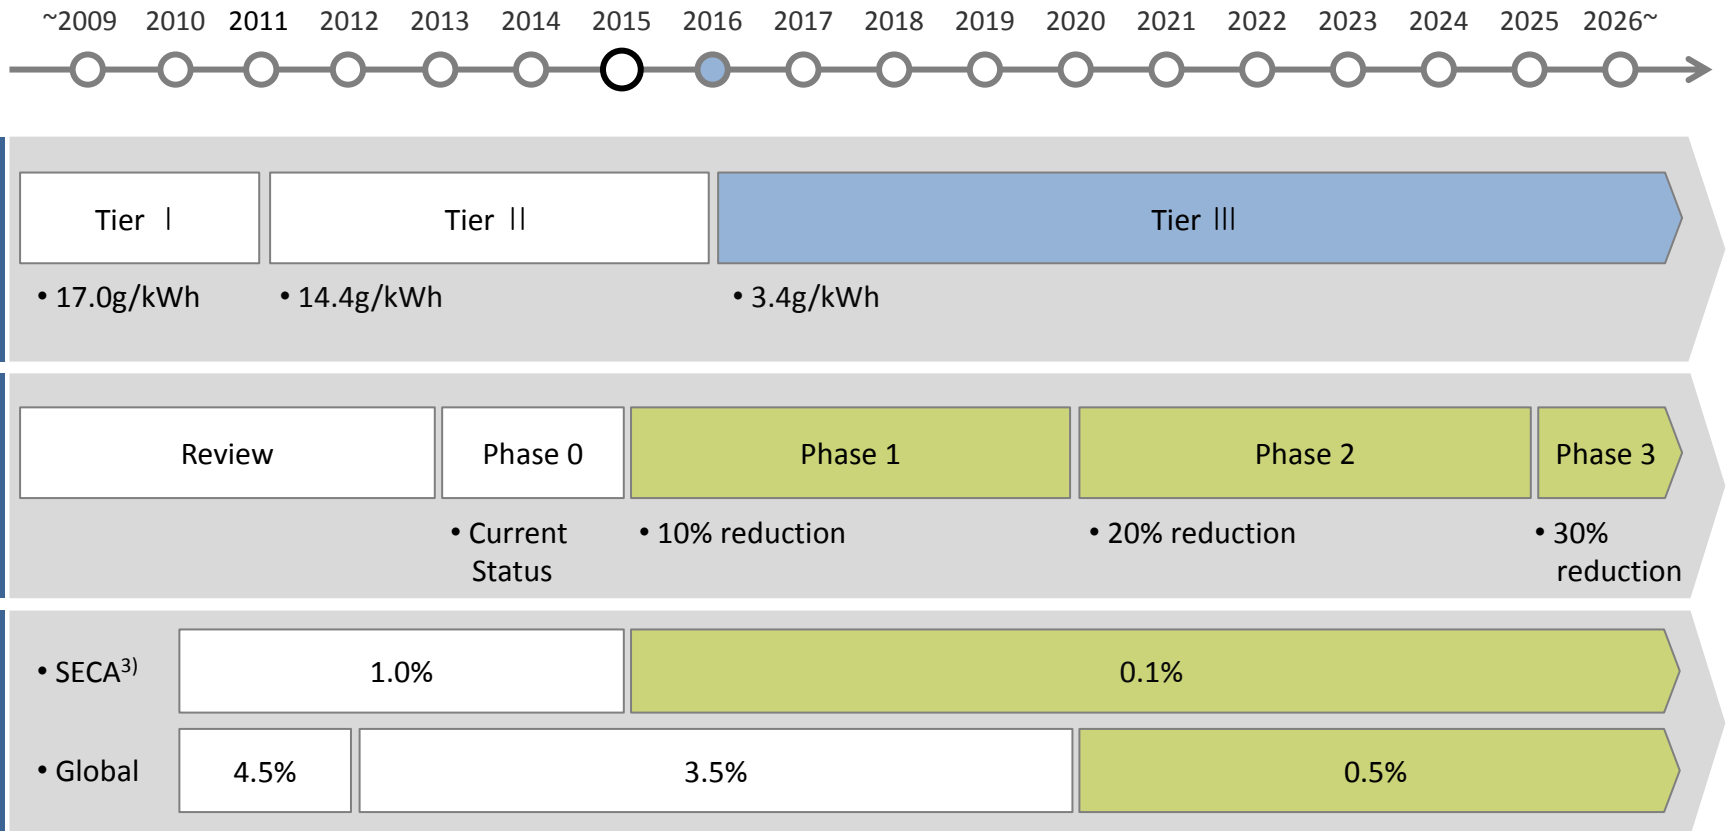 ~2009 2010 2011 2012 2013 2014 2015 2016 2017 2018 2019 2020 2021 2022 2023 2024 2025 2026~
Tier Ⅰ Tier Ⅱ Tier Ⅲ
• 17.0g/kWh • 14.4g/kWh • 3.4g/kWh
Review Phase 0 Phase 1 Phase 2 Phase 3
• Current • 10% reduction • 20% reduction • 30%
Status reduction
• SECA3) 1.0% 0.1%
• Global 4.5% 3.5% 0.5%